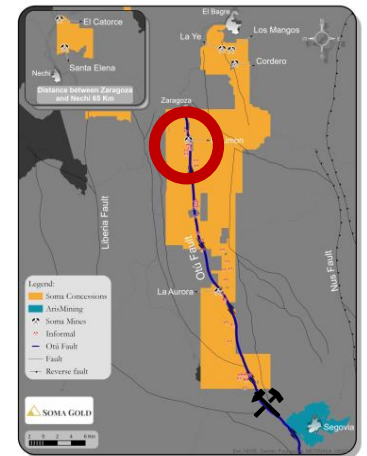 El Catorce
Santa Elena
Nechi
Distance between Zaragoza
and Nechi 65 Km
El Bagre
La Ye
Los Mangos
Cordero
Zaragoza
Liberia Fault
Otú Fault
Nus Fault
La Aurora
Legend:
Soma Concessions
ArisMining
Soma Mines
Informal
Otú Fault
Fault
Reverse fault
SOMA GOLD
Segovia